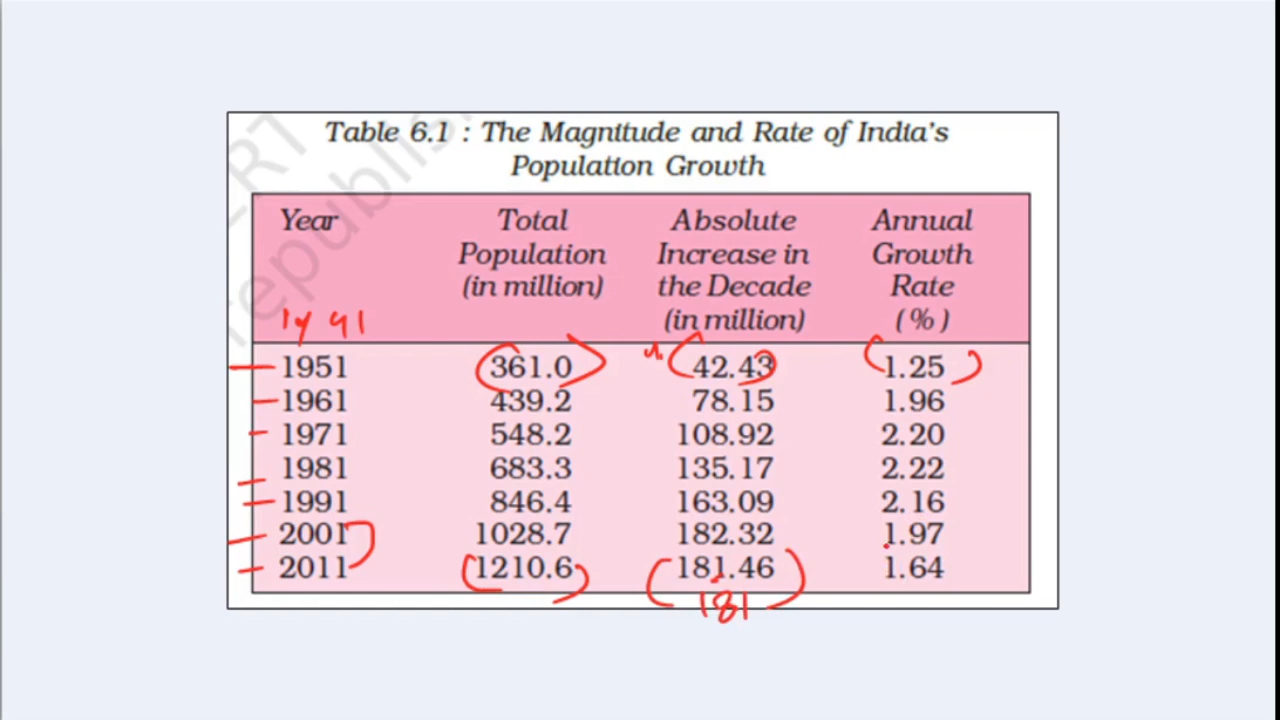 Table 6.1 : The Magnitude and Rate of India's
Population Growth
Year Total Absolute Annual
Population Increase in Growth
(in million) the Decade Rate
(in million) (%)
1951 361.0 42.43 1.25
1961 439.2 78.15 1.96
1971 548.2 108.92 2.20
1981 683.3 135.17 2.22
1991 846.4 163.09 2.16
2001 1028.7 182.32 1.97
2011 1210.6 181.46 1.64
181